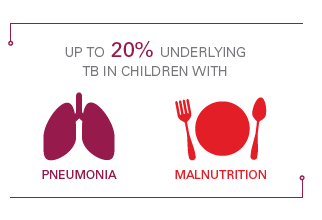 UP TO 20% UNDERLYING
TB IN CHILDREN WITH
PNEUMONIA
MALNUTRITION